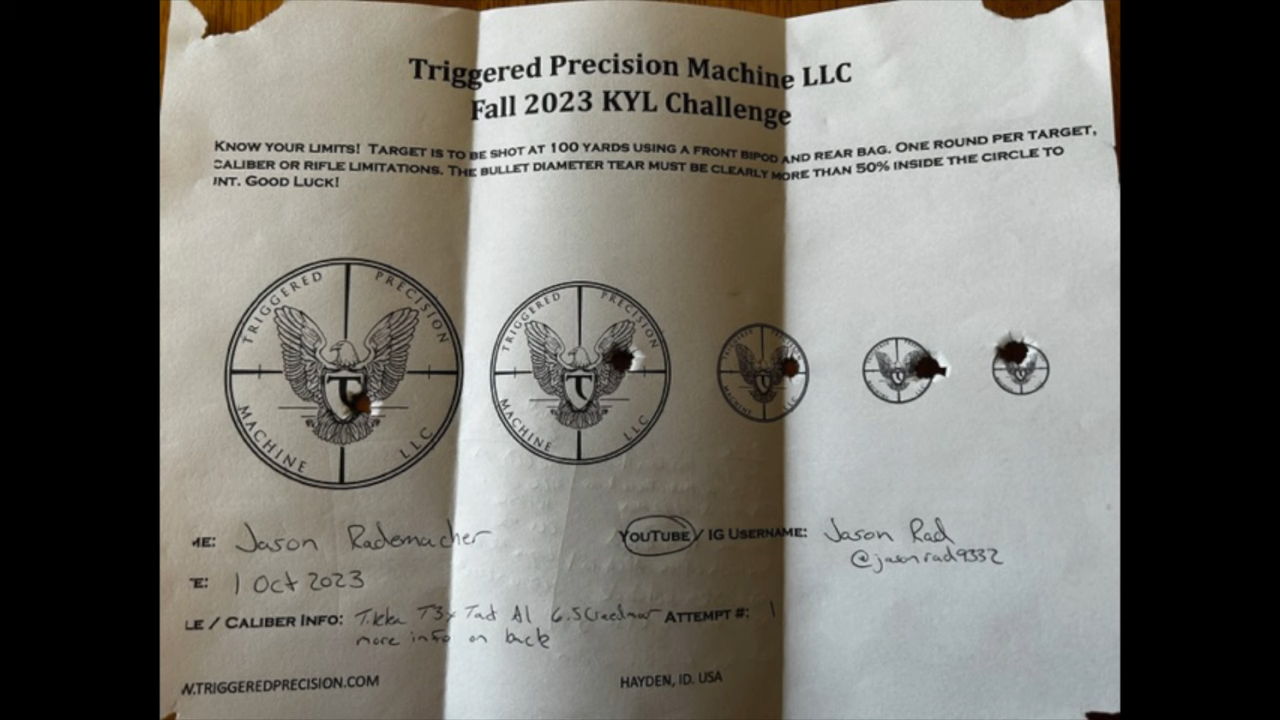 Triggered Precision Machine LLC
Fall 2023 KYL Challenge
KNOW YOUR LIMITS! TARGET IS TO BE SHOT AT 100 YARDS USING A FRONT BIPOD AND REAR BAG. ONE ROUND PER TARGET,
CALIBER OR RIFLE LIMITATIONS. THE BULLET DIAMETER TEAR MUST BE CLEARLY MORE THAN 50% INSIDE THE CIRCLE TO
INT. GOOD LUCK!
TRIGGERED PRECISION
T
MACHINE LLC
TRIGGERED PRECISION
T
MACHINE LLC
ME: Jason Rademacher
YOUTUBE / IG USERNAME: Jason Rad
@jasonrad9332
E: 1 Oct 2023
LE / CALIBER INFO: Tikka T3x Tact A1 6.5 Creedmoor ATTEMPT #: 1
more info on back
W.TRIGGEREDPRECISION.COM
HAYDEN, ID. USA